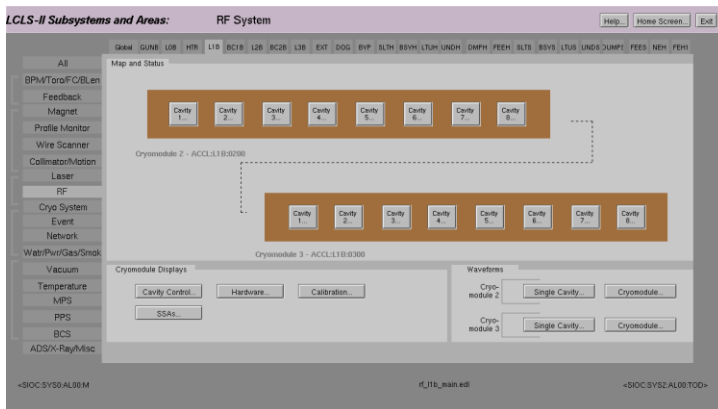 LCLS-II Subsystems and Areas: RF System Help... Home Screen... Exit
Global GUNB L0B HTR L1B BC1B L2B BC2B L3B EXT DOG BYP SLTH BSYH LTUH UNDH DMPH FEEH SLTS BSYS LTUS UNDS DUMPS FEES NEH FEH1
All
BPM/Toro/FC/BLen
Feedback
Magnet
Profile Monitor
Wire Scanner
Collimator/Motion
Laser
RF
Cryo System
Event
Network
Watr/Pwr/Gas/Smok
Vacuum
Temperature
MPS
PPS
BCS
ADS/X-Ray/Misc
Map and Status
Cavity 1... Cavity 2... Cavity 3... Cavity 4... Cavity 5... Cavity 6... Cavity 7... Cavity 8...
Cryomodule 2 - ACCL:L1B:0200
Cavity 1... Cavity 2... Cavity 3... Cavity 4... Cavity 5... Cavity 6... Cavity 7... Cavity 8...
Cryomodule 3 - ACCL:L1B:0300
Cryomodule Displays
Cavity Control... Hardware... Calibration...
SSAs...
Waveforms
Cryo-
module 2 Single Cavity... Cryomodule...
Cryo-
module 3 Single Cavity... Cryomodule...
<SIOC:SYS0:AL00:M rf_l1b_main.edl <SIOC:SYS2:AL00:TOD>